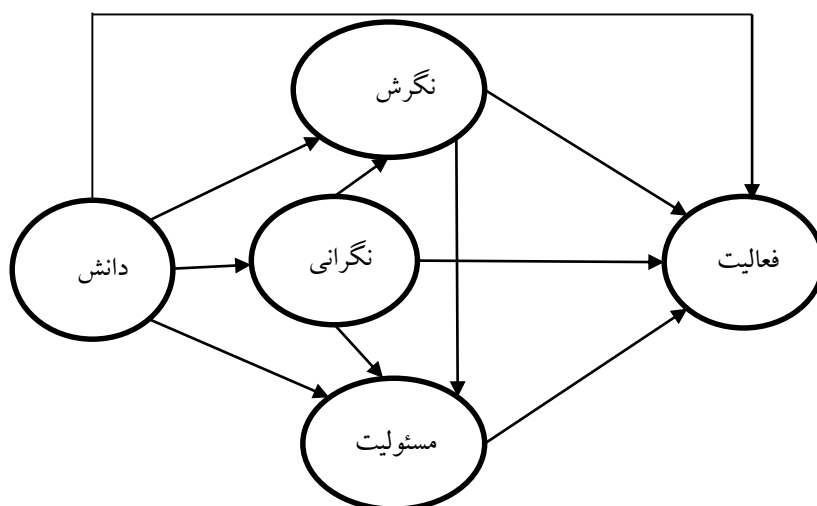 نگرش
نگرانی
دانش
فعالیت
مسئولیت